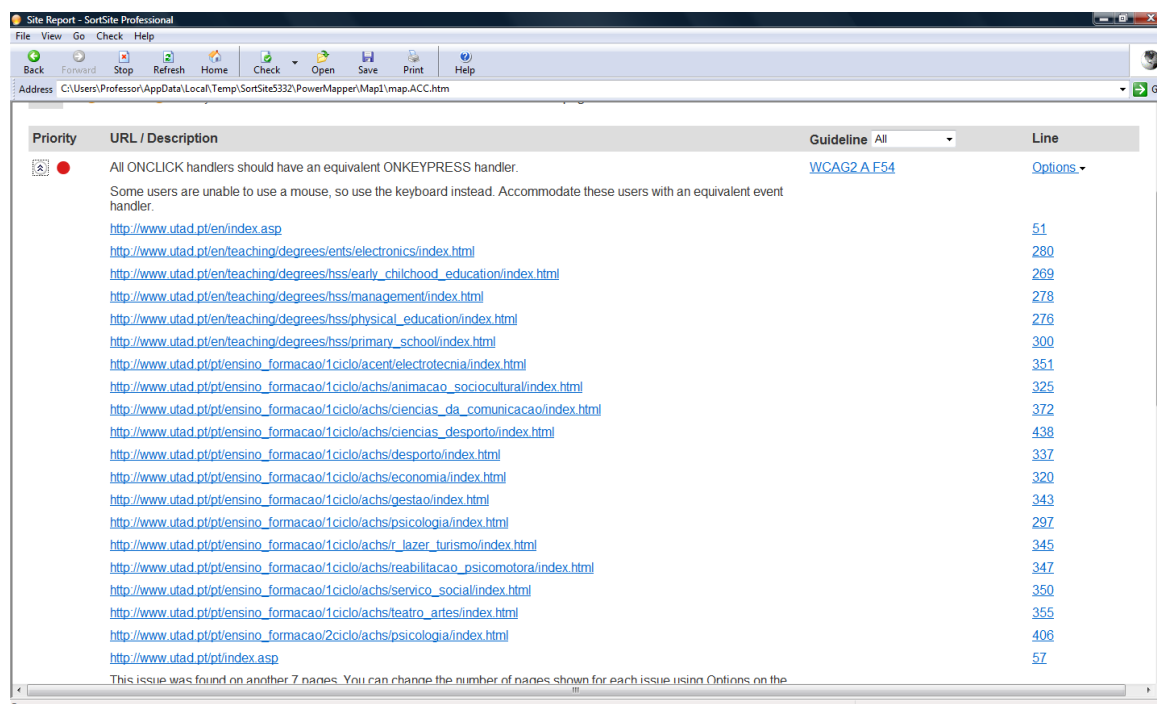 Site Report - SortSite Professional
File View Go Check Help
Back Forward Stop Refresh Home Check Open Save Print Help
Address C:\Users\Professor\AppData\Local\Temp\SortSite5332\PowerMapper\Map1\map.ACC.htm
Priority URL / Description Guideline All Line
All ONCLICK handlers should have an equivalent ONKEYPRESS handler. WCAG2 A F54 Options
Some users are unable to use a mouse, so use the keyboard instead. Accommodate these users with an equivalent event
handler.
http://www.utad.pt/en/index.asp 51
http://www.utad.pt/en/teaching/degrees/ents/electronics/index.html 280
http://www.utad.pt/en/teaching/degrees/hss/early_chilchood_education/index.html 269
http://www.utad.pt/en/teaching/degrees/hss/management/index.html 278
http://www.utad.pt/en/teaching/degrees/hss/physical_education/index.html 276
http://www.utad.pt/en/teaching/degrees/hss/primary_school/index.html 300
http://www.utad.pt/pt/ensino_formacao/1ciclo/acent/electrotecnia/index.html 351
http://www.utad.pt/pt/ensino_formacao/1ciclo/achs/animacao_sociocultural/index.html 325
http://www.utad.pt/pt/ensino_formacao/1ciclo/achs/ciencias_da_comunicacao/index.html 372
http://www.utad.pt/pt/ensino_formacao/1ciclo/achs/ciencias_desporto/index.html 438
http://www.utad.pt/pt/ensino_formacao/1ciclo/achs/desporto/index.html 337
http://www.utad.pt/pt/ensino_formacao/1ciclo/achs/economia/index.html 320
http://www.utad.pt/pt/ensino_formacao/1ciclo/achs/gestao/index.html 343
http://www.utad.pt/pt/ensino_formacao/1ciclo/achs/psicologia/index.html 297
http://www.utad.pt/pt/ensino_formacao/1ciclo/achs/r_lazer_turismo/index.html 345
http://www.utad.pt/pt/ensino_formacao/1ciclo/achs/reabilitacao_psicomotora/index.html 347
http://www.utad.pt/pt/ensino_formacao/1ciclo/achs/servico_social/index.html 350
http://www.utad.pt/pt/ensino_formacao/1ciclo/achs/teatro_artes/index.html 355
http://www.utad.pt/pt/ensino_formacao/2ciclo/achs/psicologia/index.html 406
http://www.utad.pt/pt/index.asp 57
This issue was found on another 7 pages. You can change the number of pages shown for each issue using Options on the